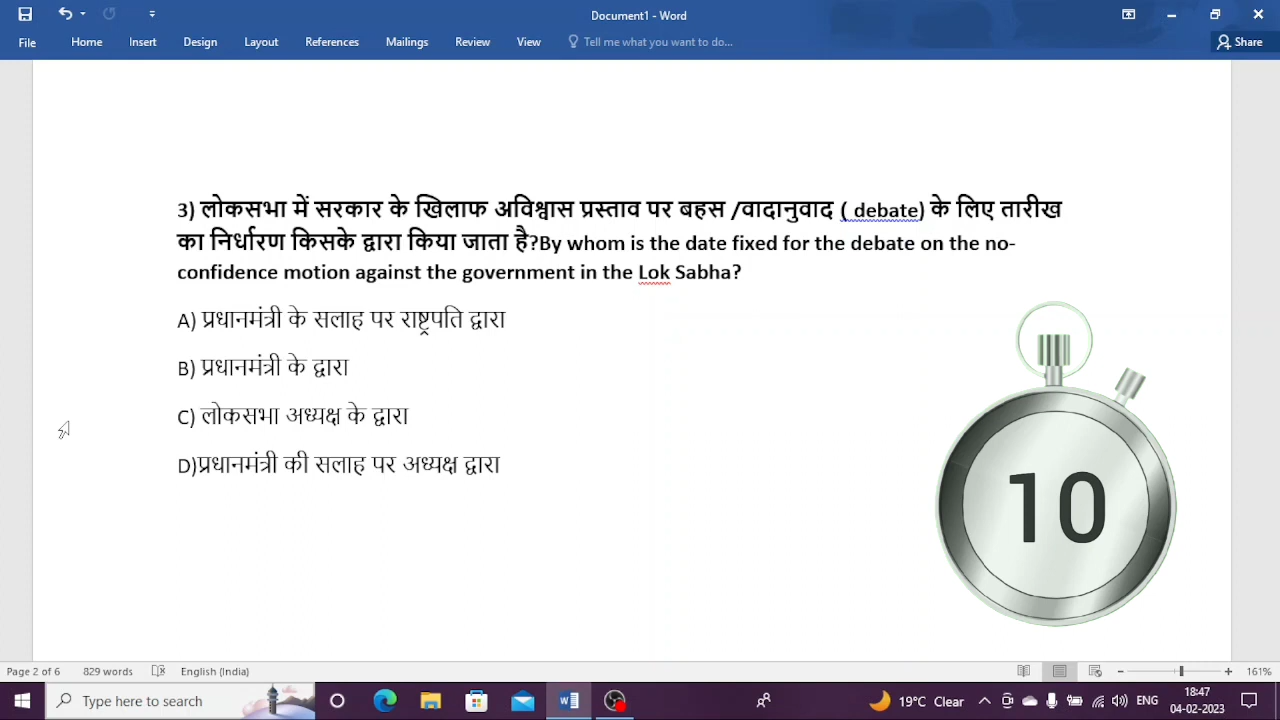 Document1 - Word
File Home Insert Design Layout References Mailings Review View Tell me what you want to do... Share
3) लोकसभा में सरकार के खिलाफ अविश्वास प्रस्ताव पर बहस /वादानुवाद ( debate) के लिए तारीख
का निर्धारण किसके द्वारा किया जाता है?By whom is the date fixed for the debate on the no-
confidence motion against the government in the Lok Sabha?
A) प्रधानमंत्री के सलाह पर राष्ट्रपति द्वारा
B) प्रधानमंत्री के द्वारा
C) लोकसभा अध्यक्ष के द्वारा
D)प्रधानमंत्री की सलाह पर अध्यक्ष द्वारा
10
Page 2 of 6 829 words English (India) 161%
Type here to search 19°C Clear ENG 18:47
04-02-2023